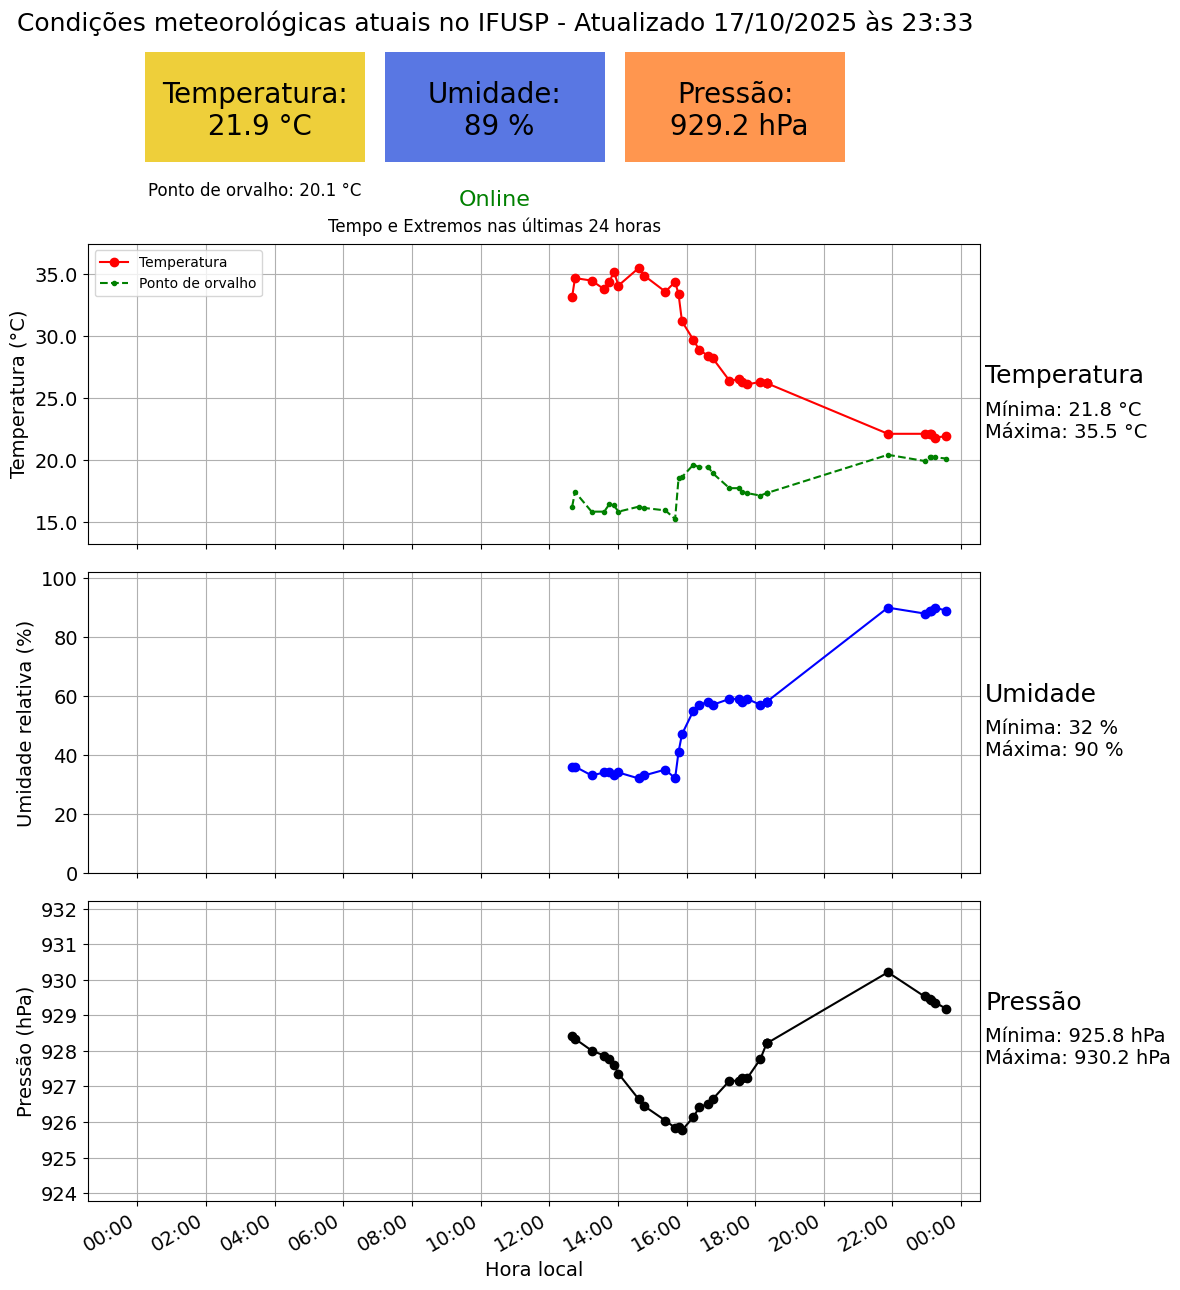 Condições meteorológicas atuais no IFUSP - Atualizado 17/10/2025 às 23:33
Temperatura:
21.9 °C
Umidade:
89 %
Pressão:
929.2 hPa
Ponto de orvalho: 20.1 °C
Online
Tempo e Extremos nas últimas 24 horas
Temperatura
Ponto de orvalho
Temperatura (°C)
35.0
30.0
25.0
20.0
15.0
Temperatura
Mínima: 21.8 °C
Máxima: 35.5 °C
Umidade relativa (%)
100
80
60
40
20
0
Umidade
Mínima: 32 %
Máxima: 90 %
Pressão (hPa)
932
931
930
929
928
927
926
925
924
Pressão
Mínima: 925.8 hPa
Máxima: 930.2 hPa
00:00
02:00
04:00
06:00
08:00
10:00
12:00
14:00
16:00
18:00
20:00
22:00
00:00
Hora local